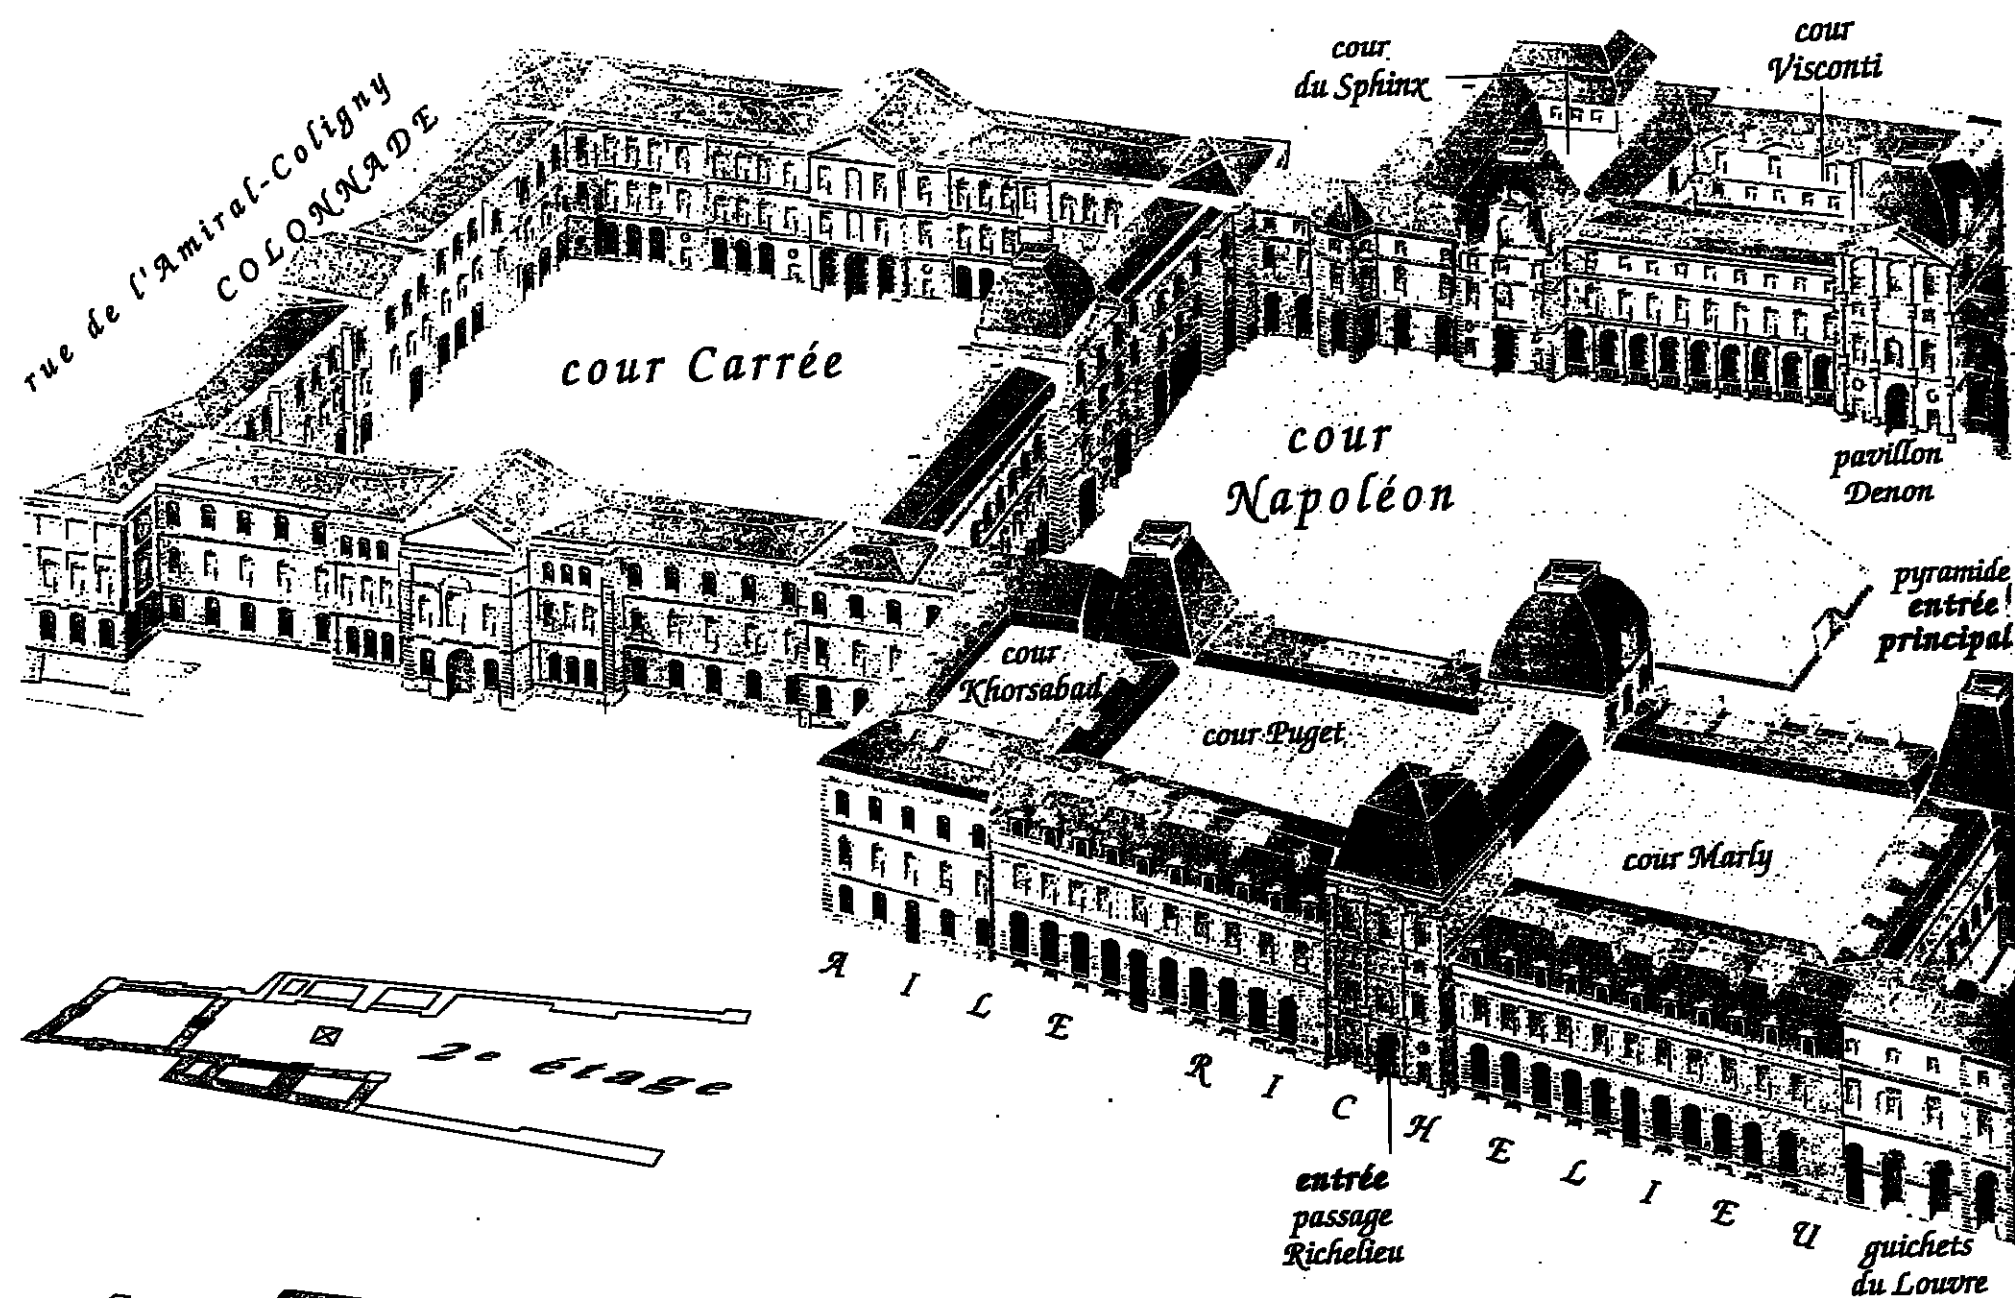 cour
du Sphinx
cour
Visconti
rue de l'Amiral-Coligny
COLONNADE
cour Carrée
cour
Napoléon
pavillon
Denon
pyramide
entrée
principal
cour
Khorsabad
cour Puget
cour Marly
AILE RICHELIEU
2e étage
entrée
passage
Richelieu
guichets
du Louvre